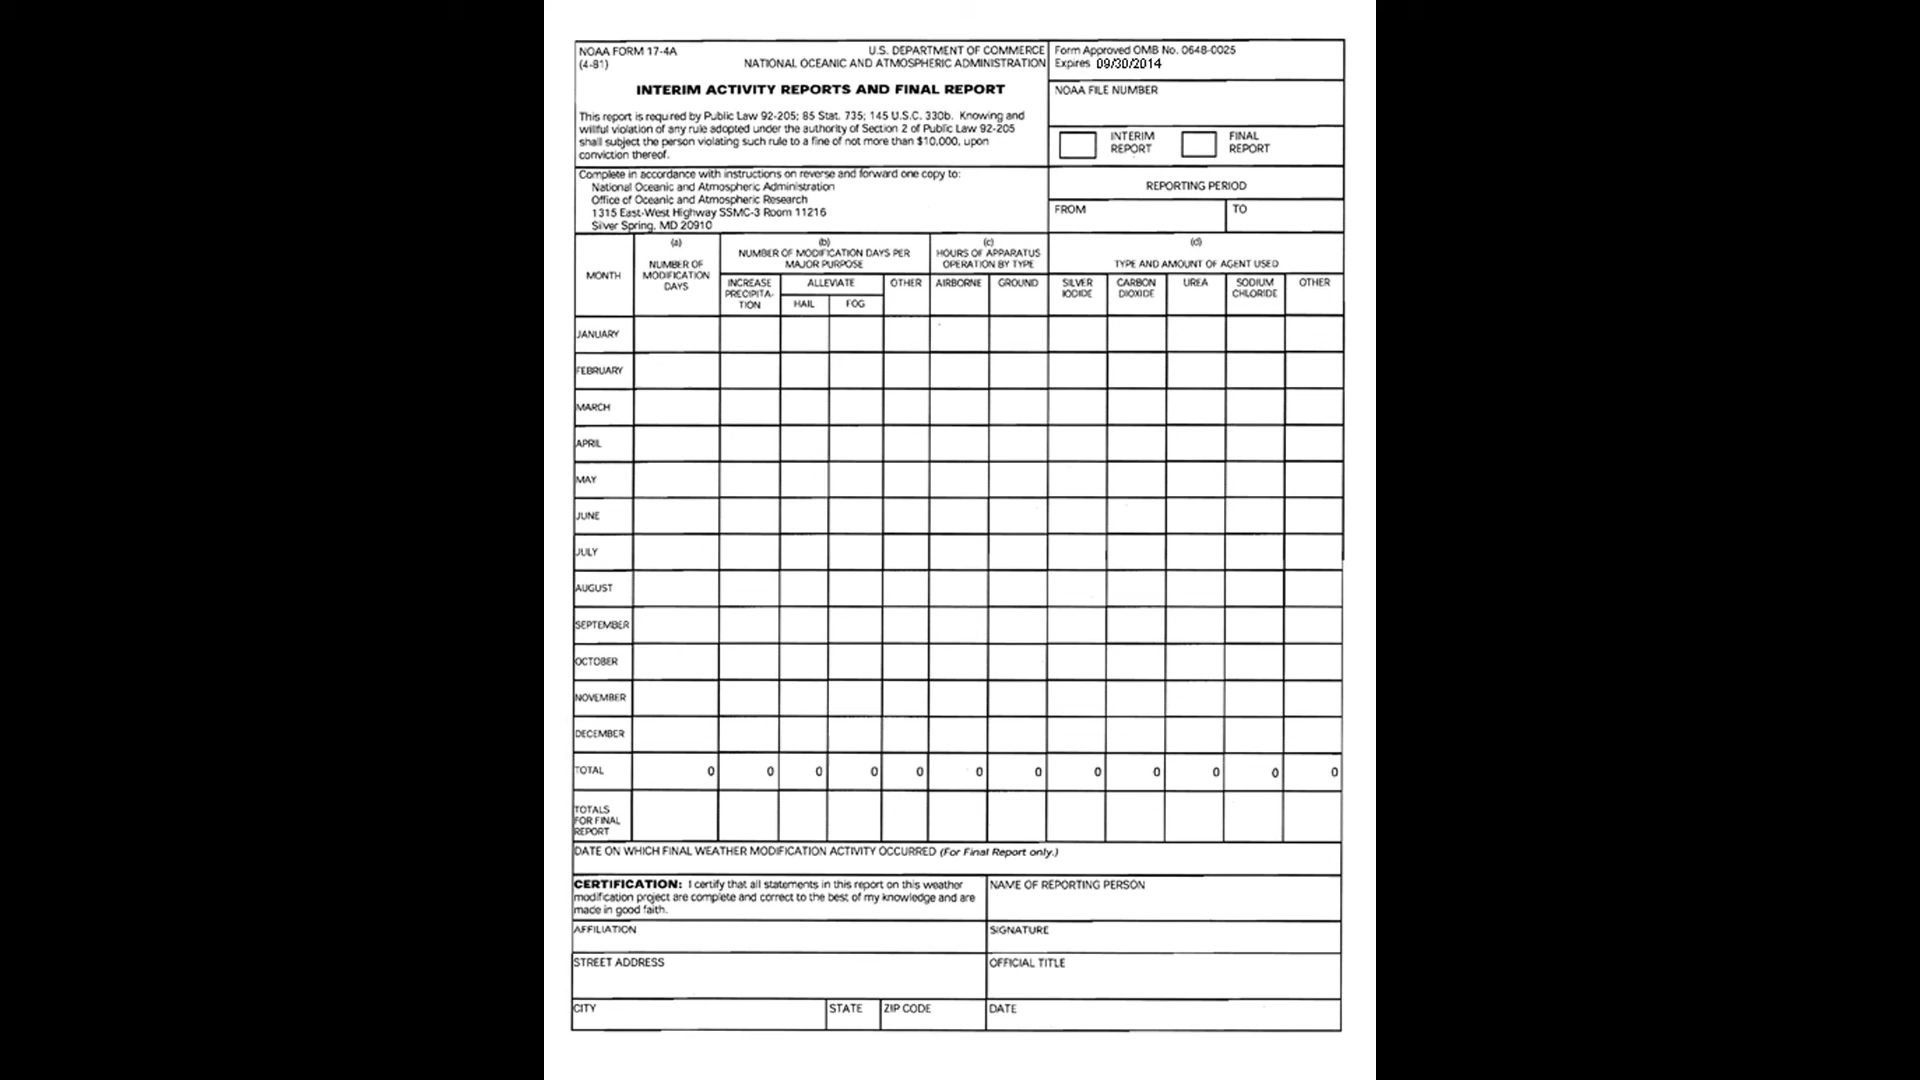 NOAA FORM 17-4A
(4-81)
U.S. DEPARTMENT OF COMMERCE
NATIONAL OCEANIC AND ATMOSPHERIC ADMINISTRATION
Form Approved OMB No. 0648-0025
Expires 09/30/2014
INTERIM ACTIVITY REPORTS AND FINAL REPORT
This report is required by Public Law 92-205; 85 Stat. 735; 145 U.S.C. 330b. Knowing and
willful violation of any rule adopted under the authority of Section 2 of Public Law 92-205
shall subject the person violating such rule to a fine of not more than $10,000, upon
conviction thereof.
NOAA FILE NUMBER
INTERIM
REPORT
FINAL
REPORT
Complete in accordance with instructions on reverse and forward one copy to:
National Oceanic and Atmospheric Administration
Office of Oceanic and Atmospheric Research
1315 East-West Highway SSMC-3 Room 11216
Silver Spring, MD 20910
REPORTING PERIOD
FROM
TO
MONTH
(a)
NUMBER OF
MODIFICATION
DAYS
(b)
NUMBER OF MODIFICATION DAYS PER
MAJOR PURPOSE
INCREASE
PRECIPITA-
TION
ALLEVIATE
HAIL
FOG
OTHER
(c)
HOURS OF APPARATUS
OPERATION BY TYPE
AIRBORNE
GROUND
(d)
TYPE AND AMOUNT OF AGENT USED
SILVER
IODIDE
CARBON
DIOXIDE
UREA
SODIUM
CHLORIDE
OTHER
JANUARY
FEBRUARY
MARCH
APRIL
MAY
JUNE
JULY
AUGUST
SEPTEMBER
OCTOBER
NOVEMBER
DECEMBER
TOTAL 0 0 0 0 0 0 0 0 0 0 0 0
TOTALS
FOR FINAL
REPORT
DATE ON WHICH FINAL WEATHER MODIFICATION ACTIVITY OCCURRED (For Final Report only.)
CERTIFICATION: I certify that all statements in this report on this weather
modification project are complete and correct to the best of my knowledge and are
made in good faith.
NAME OF REPORTING PERSON
AFFILIATION
SIGNATURE
STREET ADDRESS
OFFICIAL TITLE
CITY
STATE
ZIP CODE
DATE